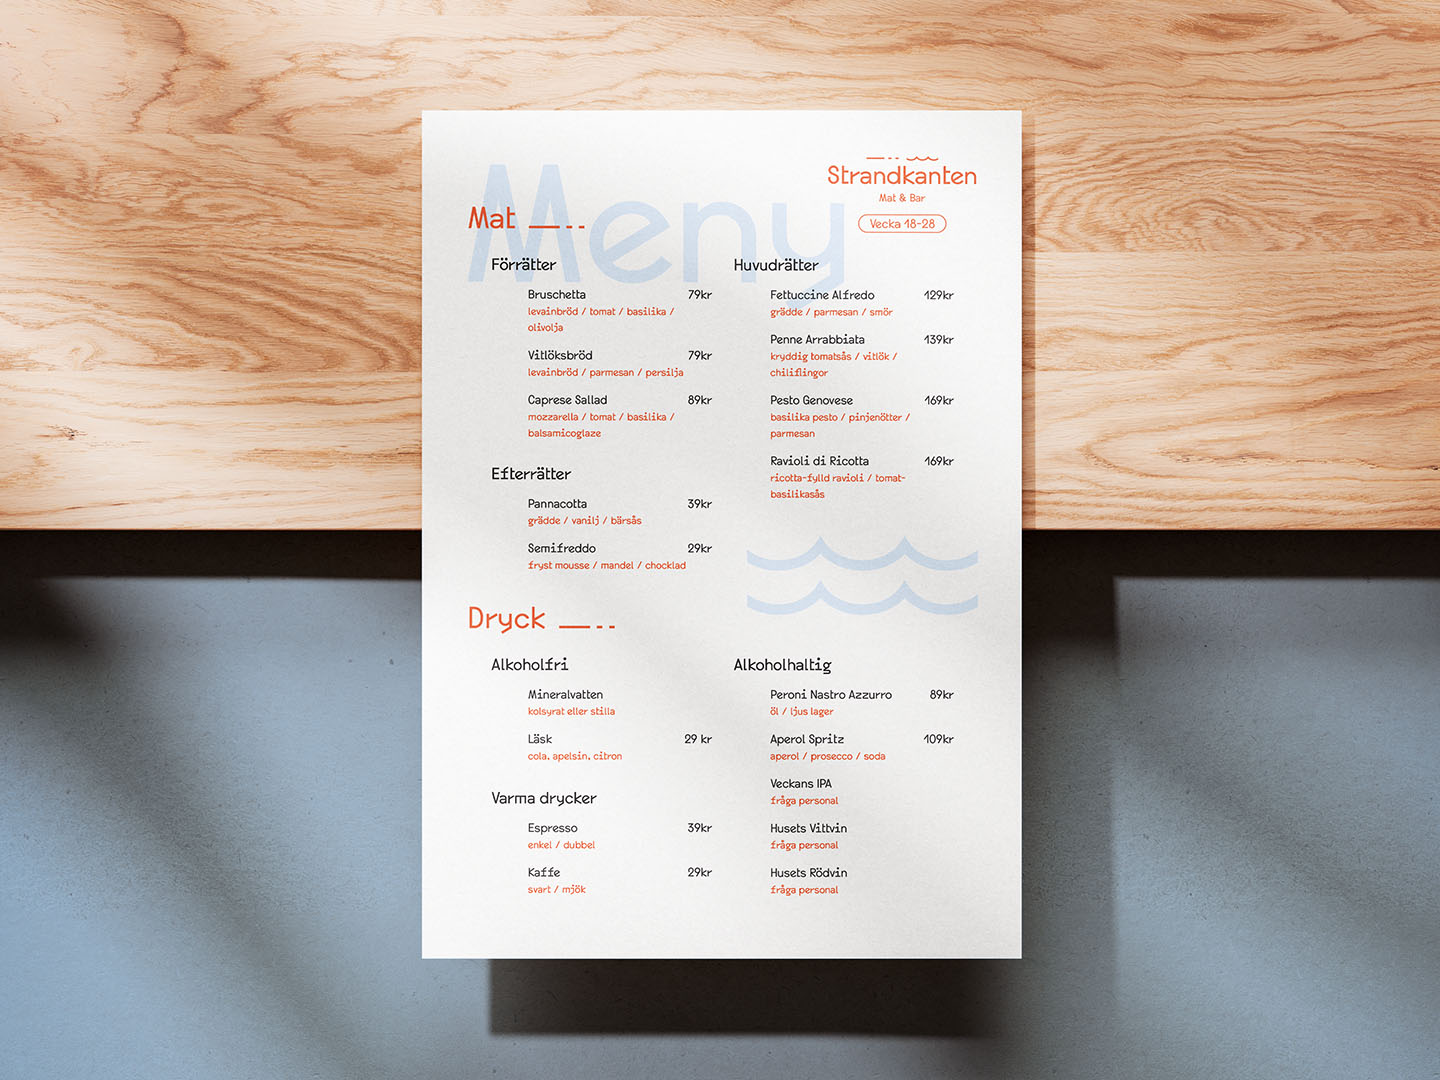 Meny
Strandkanten
Mat & Bar
Vecka 18-28
Mat
Förrätter
Bruschetta 79kr
levainbröd / tomat / basilika /
olivolja
Vitlöksbröd 79kr
levainbröd / parmesan / persilja
Caprese Sallad 89kr
mozzarella / tomat / basilika /
balsamicoglaze
Efterrätter
Pannacotta 39kr
grädde / vanilj / bärsås
Semifreddo 29kr
fryst mousse / mandel / chocklad
Huvudrätter
Fettuccine Alfredo 129kr
grädde / parmesan / smör
Penne Arrabbiata 139kr
kryddig tomatsås / vitlök /
chiliflingor
Pesto Genovese 169kr
basilika pesto / pinjenötter /
parmesan
Ravioli di Ricotta 169kr
ricotta-fylld ravioli / tomat-
basilikasås
Dryck
Alkoholfri
Mineralvatten
kolsyrat eller stilla
Läsk 29 kr
cola, apelsin, citron
Varma drycker
Espresso 39kr
enkel / dubbel
Kaffe 29kr
svart / mjök
Alkoholhaltig
Peroni Nastro Azzurro 89kr
öl / ljus lager
Aperol Spritz 109kr
aperol / prosecco / soda
Veckans IPA
fråga personal
Husets Vittvin
fråga personal
Husets Rödvin
fråga personal